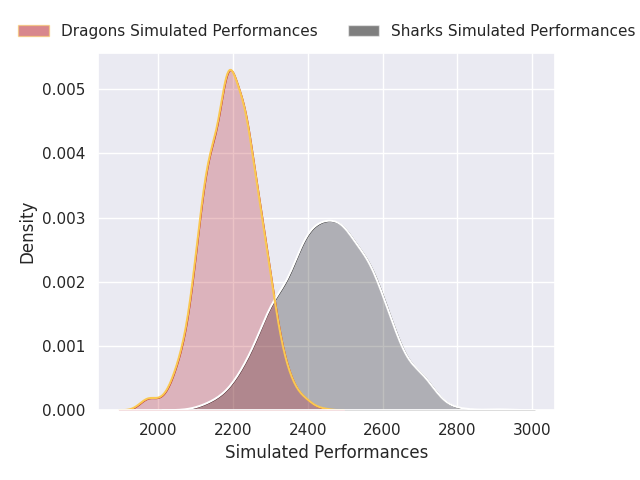 Dragons Simulated Performances Sharks Simulated Performances
0.005
0.004
0.003
0.002
0.001
0.000
Density
2000 2200 2400 2600 2800 3000
Simulated Performances